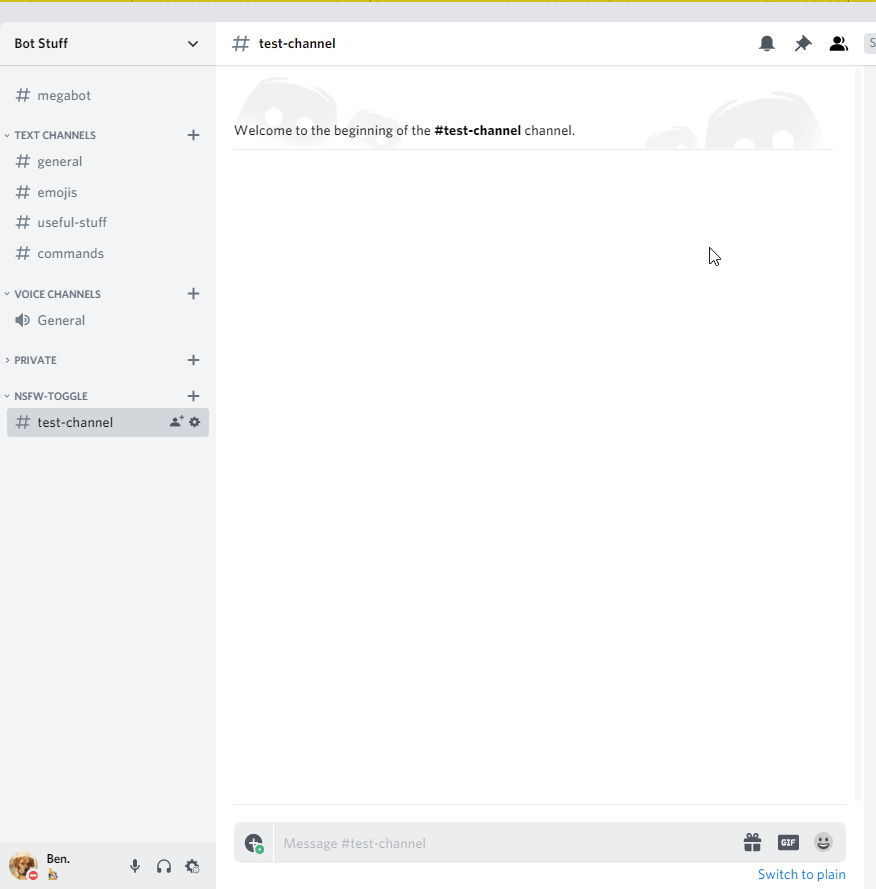 Bot Stuff
megabot
TEXT CHANNELS
general
emojis
useful-stuff
commands
VOICE CHANNELS
General
PRIVATE
NSFW-TOGGLE
test-channel
Ben.
test-channel
S
Welcome to the beginning of the #test-channel channel.
Message #test-channel
GIF
Switch to plain